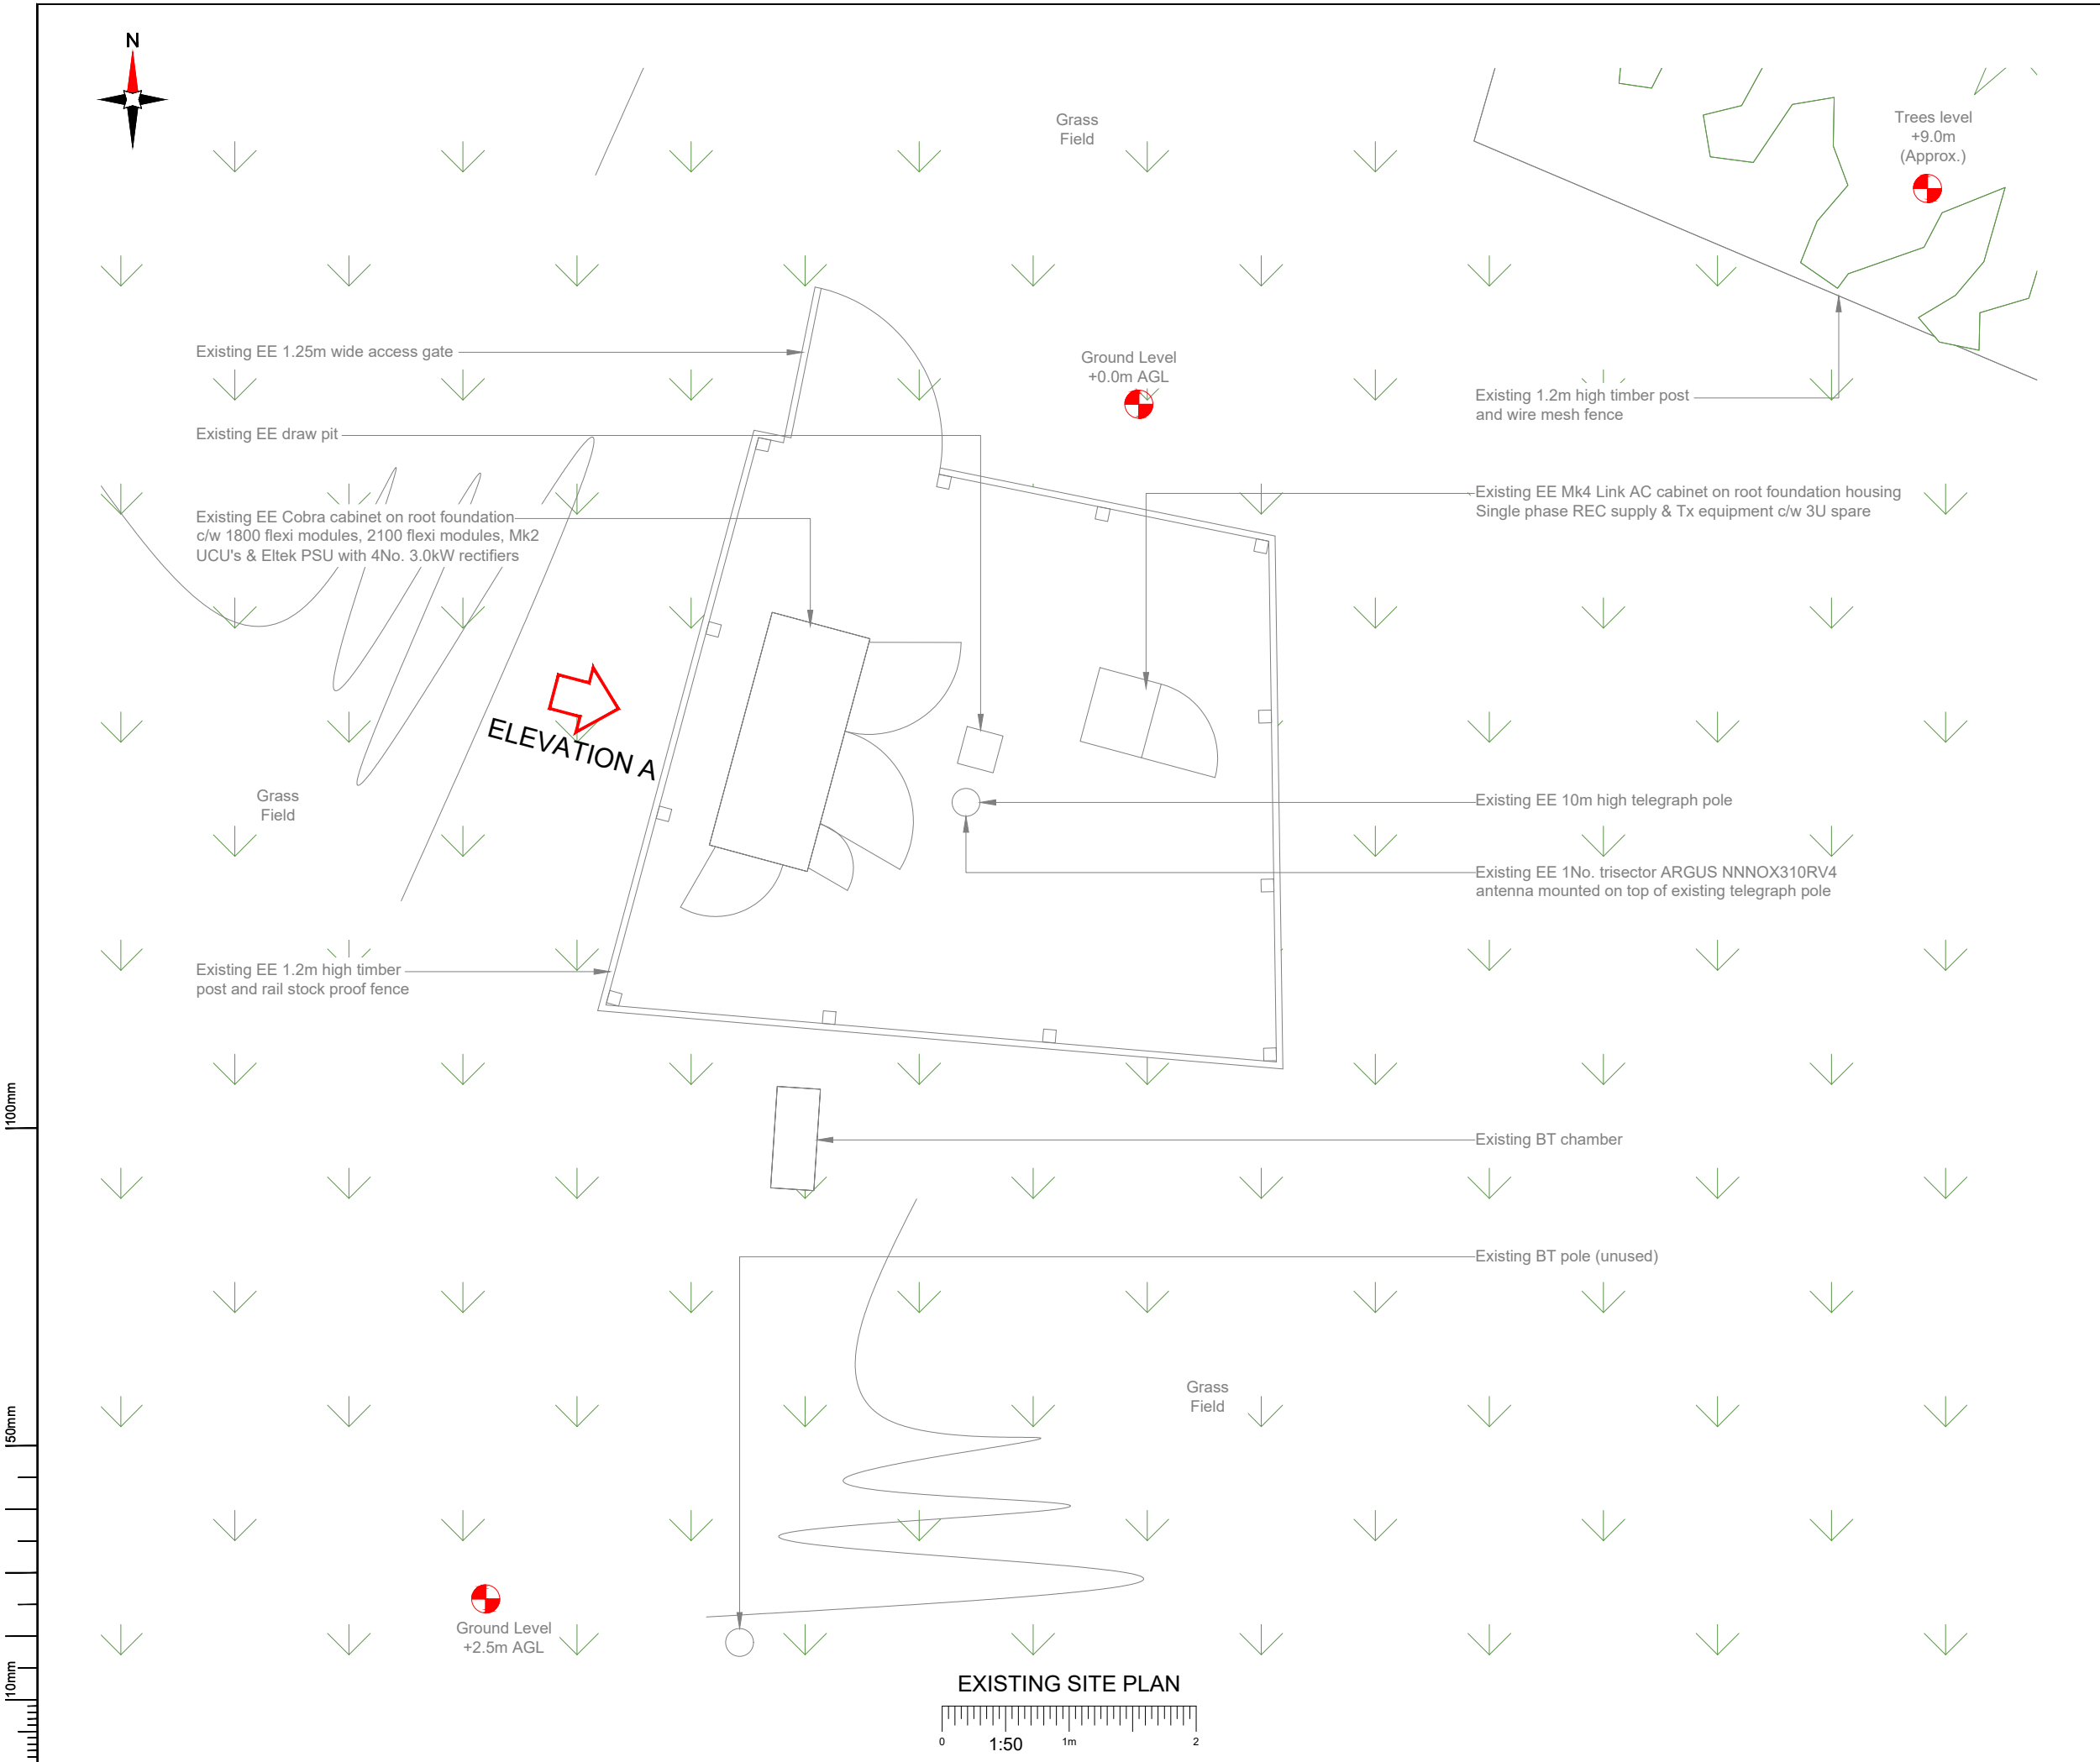 N
Grass
Field
Trees level
+9.0m
(Approx.)
Existing EE 1.25m wide access gate
Ground Level
+0.0m AGL
Existing 1.2m high timber post
and wire mesh fence
Existing EE draw pit
Existing EE Mk4 Link AC cabinet on root foundation housing
Single phase REC supply & Tx equipment c/w 3U spare
Existing EE Cobra cabinet on root foundation
c/w 1800 flexi modules, 2100 flexi modules, Mk2
UCU's & Eltek PSU with 4No. 3.0kW rectifiers
ELEVATION A
Grass
Field
Existing EE 10m high telegraph pole
Existing EE 1No. trisector ARGUS NNNOX310RV4
antenna mounted on top of existing telegraph pole
Existing EE 1.2m high timber
post and rail stock proof fence
100mm
Existing BT chamber
Existing BT pole (unused)
Grass
Field
50mm
Ground Level
+2.5m AGL
10mm
EXISTING SITE PLAN
0
1:50
1m
2